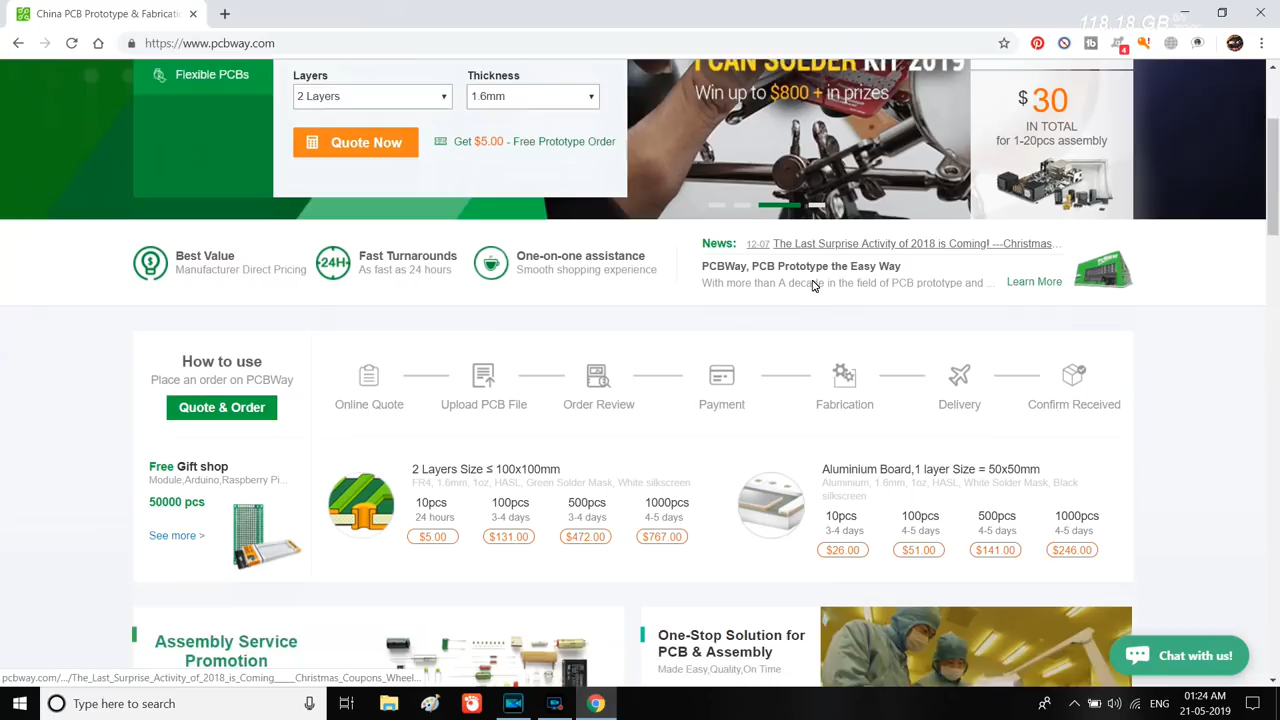 China PCB Prototype & Fabricati
118.18 GB
https://www.pcbway.com
4
Flexible PCBs
Layers
Thickness
2 Layers
1.6mm
Quote Now
Get $5.00 - Free Prototype Order
I CAN SOLDER KIT 2019
Win up to $800 + in prizes
$ 30
IN TOTAL
for 1-20pcs assembly
Best Value
Manufacturer Direct Pricing
24H
Fast Turnarounds
As fast as 24 hours
One-on-one assistance
Smooth shopping experience
News: 12-07 The Last Surprise Activity of 2018 is Coming! ---Christmas...
PCBWay, PCB Prototype the Easy Way
With more than A decade in the field of PCB prototype and ... Learn More
How to use
Place an order on PCBWay
Quote & Order
Online Quote
Upload PCB File
Order Review
Payment
Fabrication
Delivery
Confirm Received
Free Gift shop
Module,Arduino,Raspberry Pi...
50000 pcs
See more >
2 Layers Size ≤ 100x100mm
FR4, 1.6mm, 1oz, HASL, Green Solder Mask, White silkscreen
10pcs 100pcs 500pcs 1000pcs
24 hours 3-4 days 3-4 days 4-5 days
$5.00 $131.00 $472.00 $767.00
Aluminium Board,1 layer Size = 50x50mm
Aluminium, 1.6mm, 1oz, HASL, White Solder Mask, Black
silkscreen
10pcs 100pcs 500pcs 1000pcs
3-4 days 4-5 days 4-5 days 4-5 days
$26.00 $51.00 $141.00 $246.00
Assembly Service
Promotion
One-Stop Solution for
PCB & Assembly
Made Easy,Quality,On Time
Chat with us!
pcbway.com/.../The_Last_Surprise_Activity_of_2018_is_Coming____Christmas_Coupons_Wheel...
Type here to search
ENG
01:24 AM
21-05-2019